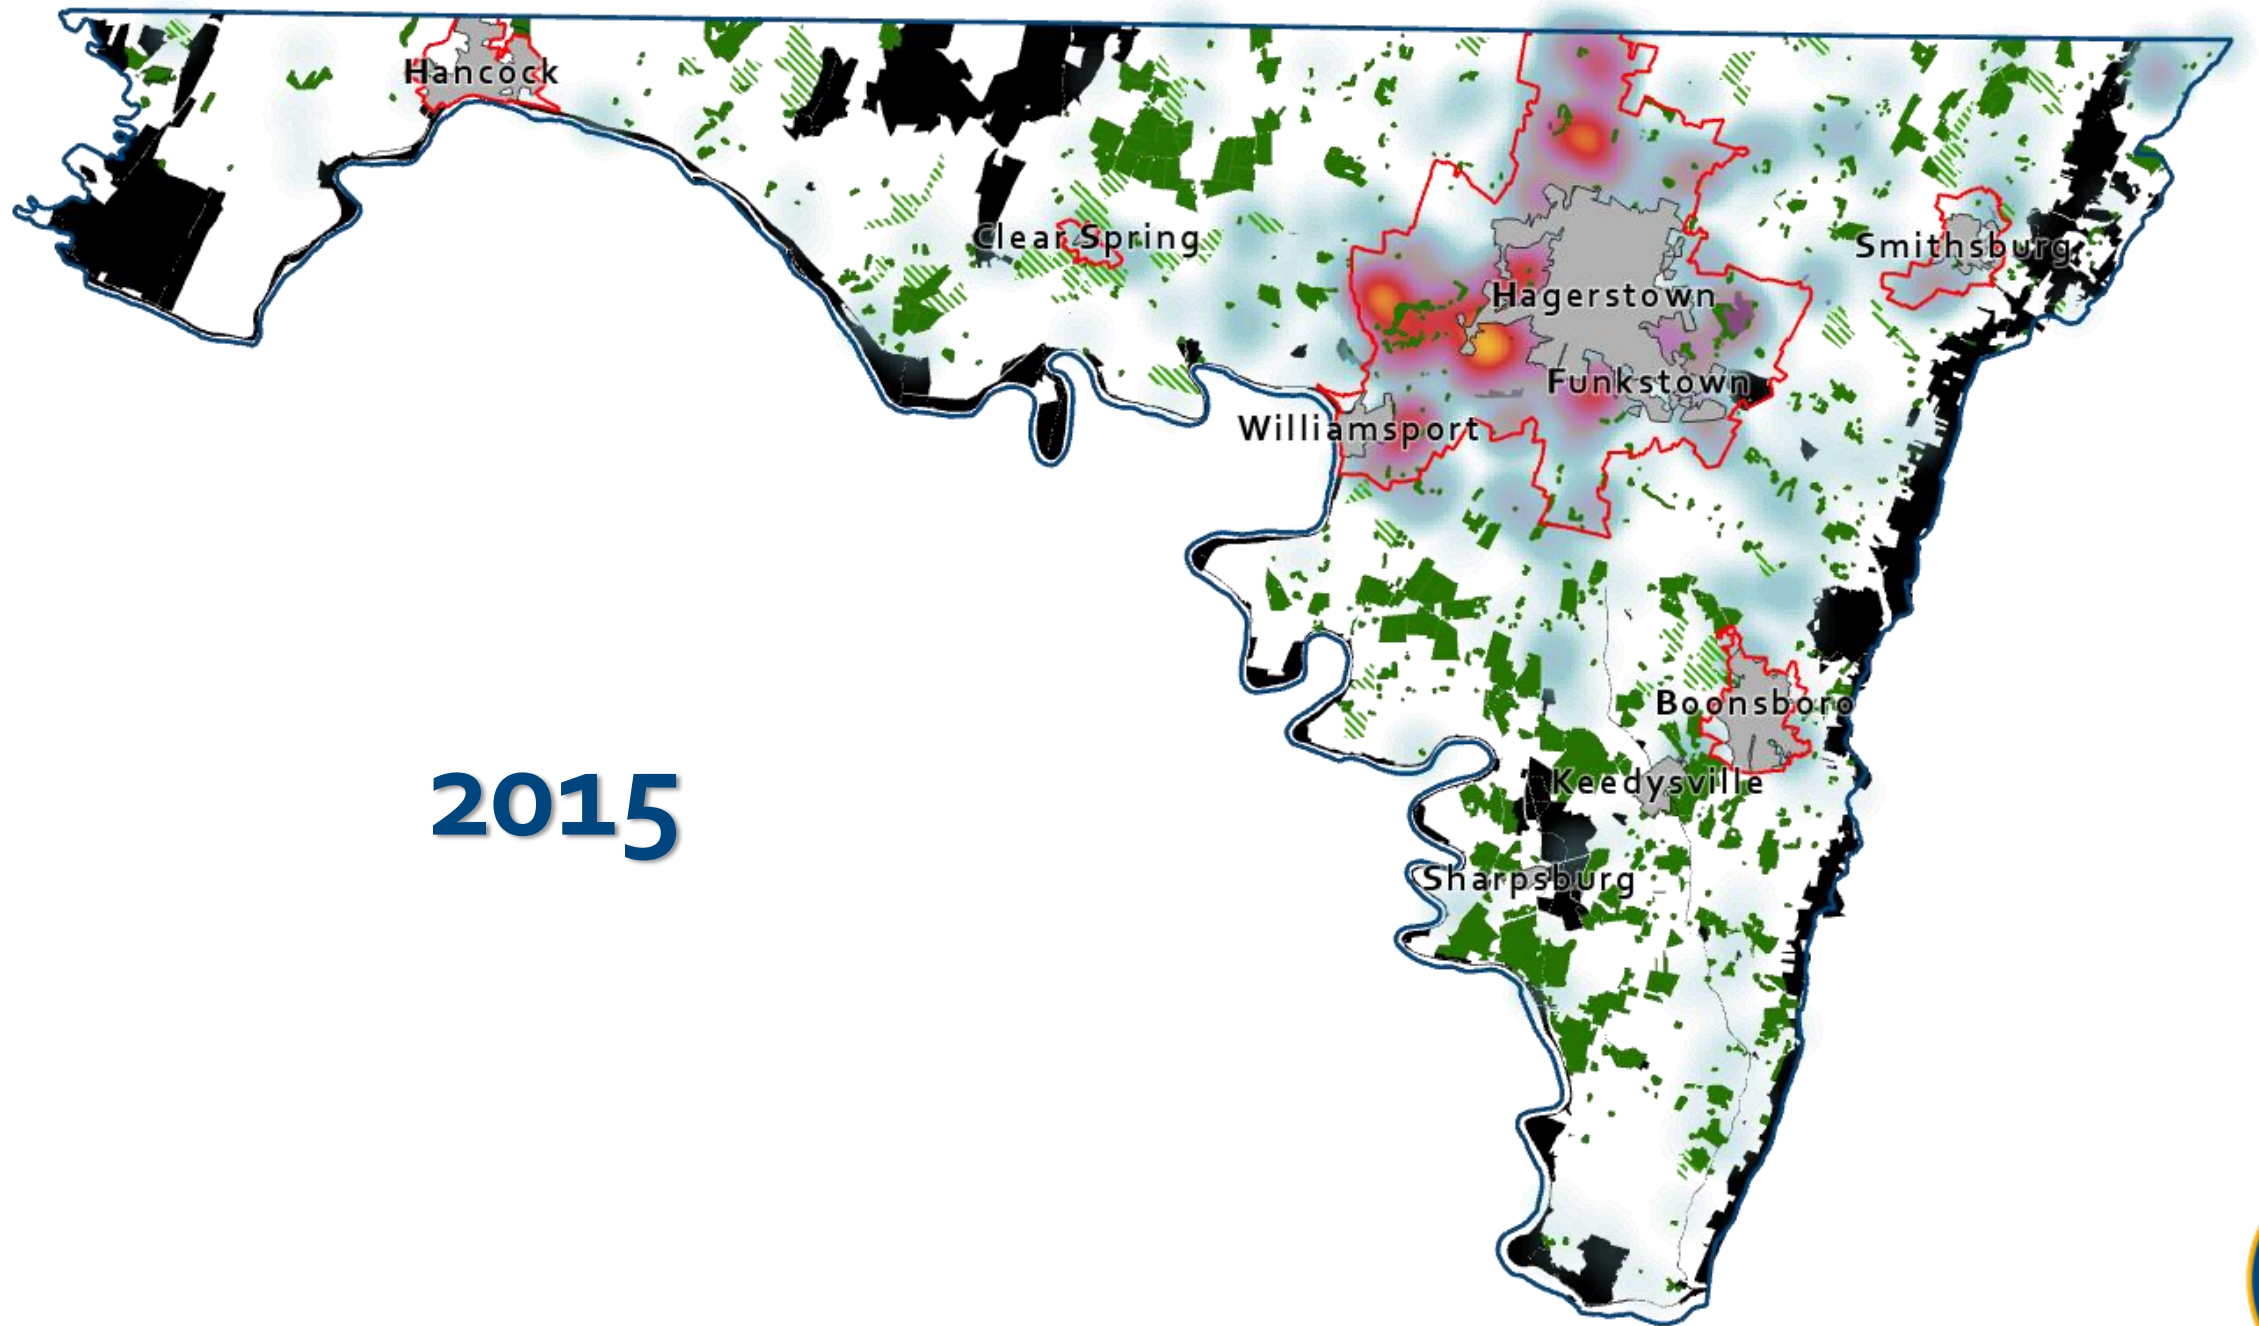 Hancock
Clear Spring
Smithsburg
Hagerstown
Funkstown
Williamsport
Boonsboro
Keedysville
2015
Sharpsburg